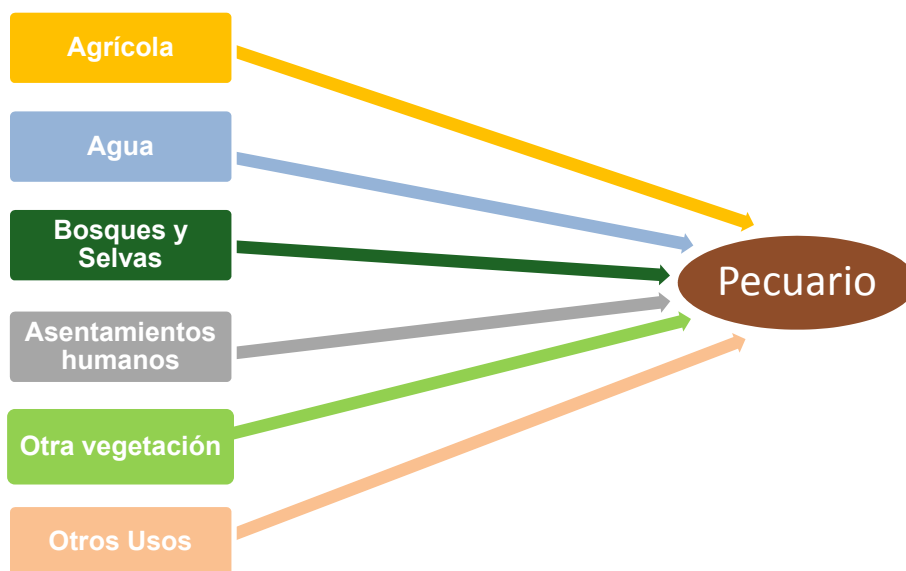 Agrícola
Agua
Bosques y
Selvas
Asentamientos
humanos
Otra vegetación
Otros Usos
Pecuario